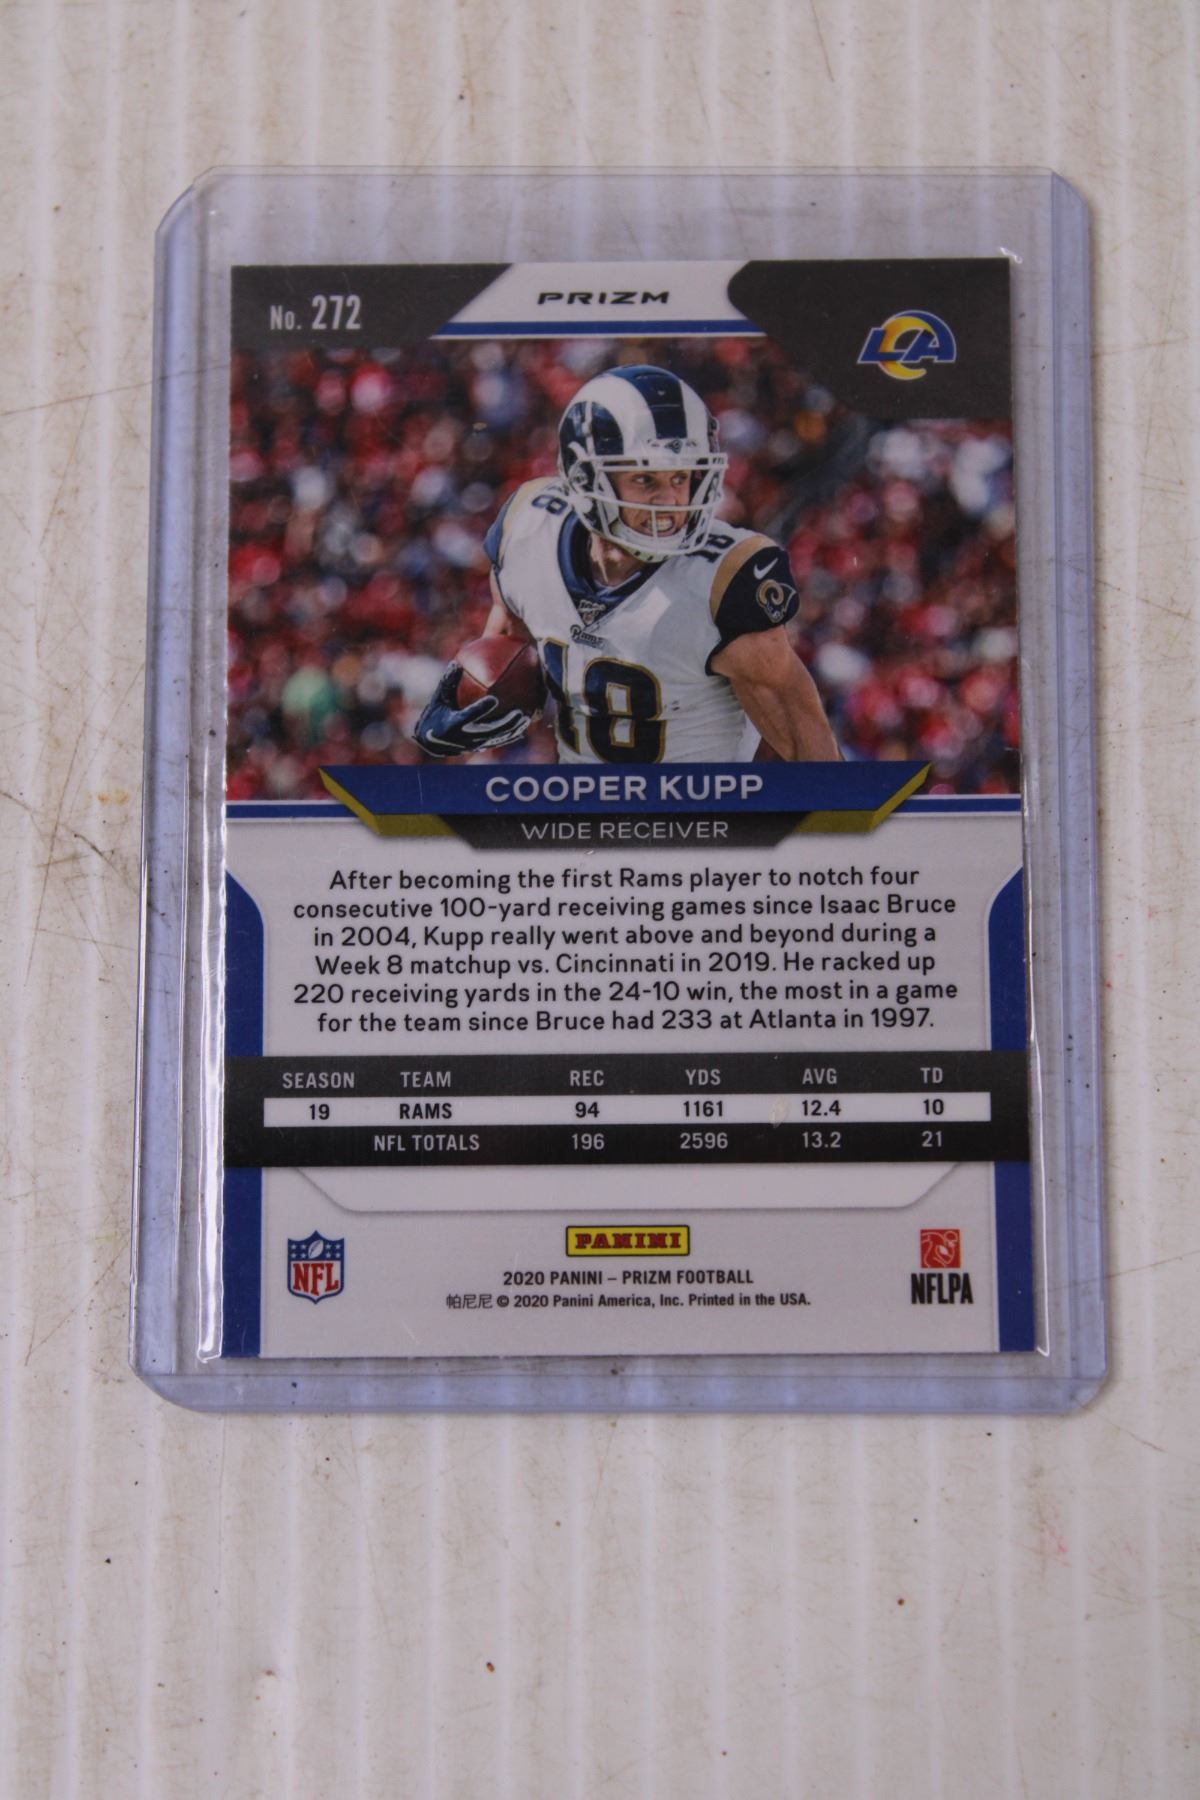 No. 272
PRIZM
LA
18
18
Rams
18
COOPER KUPP
WIDE RECEIVER
After becoming the first Rams player to notch four
consecutive 100-yard receiving games since Isaac Bruce
in 2004, Kupp really went above and beyond during a
Week 8 matchup vs. Cincinnati in 2019. He racked up
220 receiving yards in the 24-10 win, the most in a game
for the team since Bruce had 233 at Atlanta in 1997.
SEASON TEAM REC YDS AVG TD
19 RAMS 94 1161 12.4 10
NFL TOTALS 196 2596 13.2 21
NFL
PANINI
2020 PANINI – PRIZM FOOTBALL
帕尼尼 © 2020 Panini America, Inc. Printed in the USA.
NFLPA